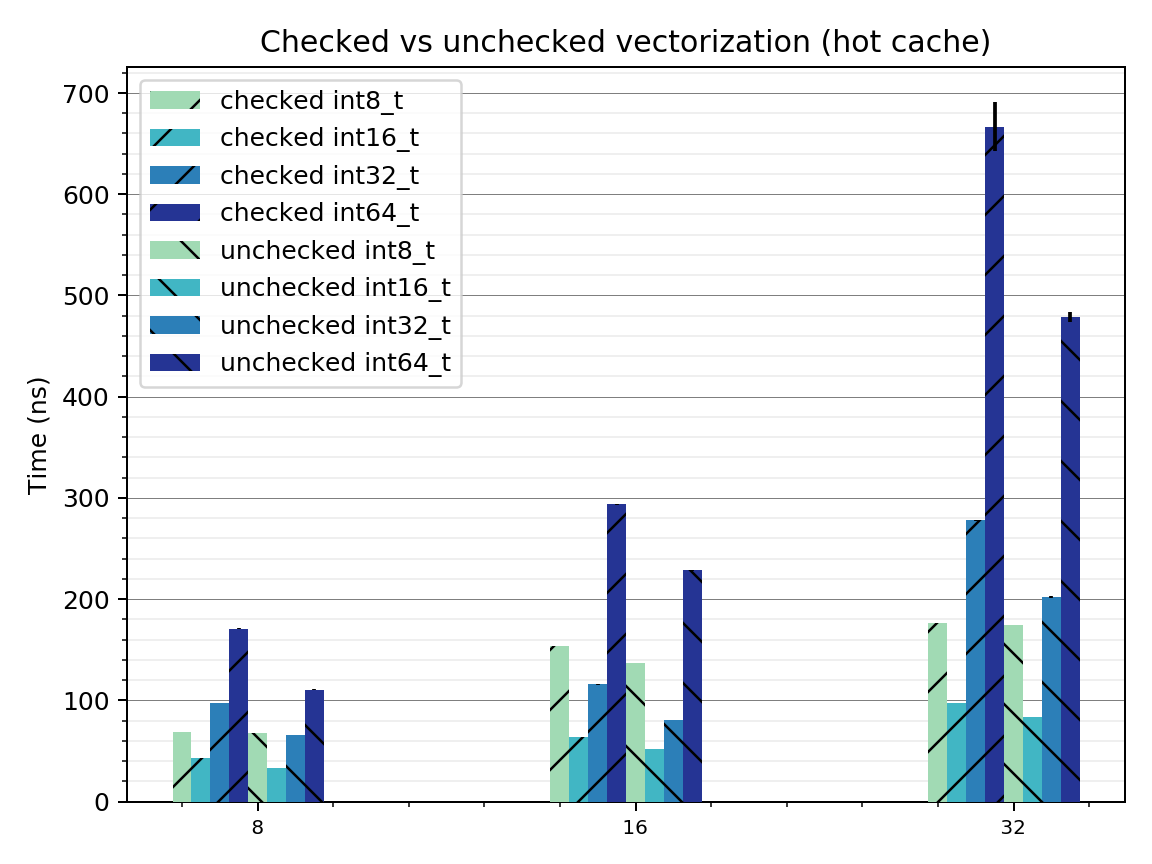 Checked vs unchecked vectorization (hot cache)
700
600
500
400
300
200
100
0
Time (ns)
checked int8_t
checked int16_t
checked int32_t
checked int64_t
unchecked int8_t
unchecked int16_t
unchecked int32_t
unchecked int64_t
8
16
32